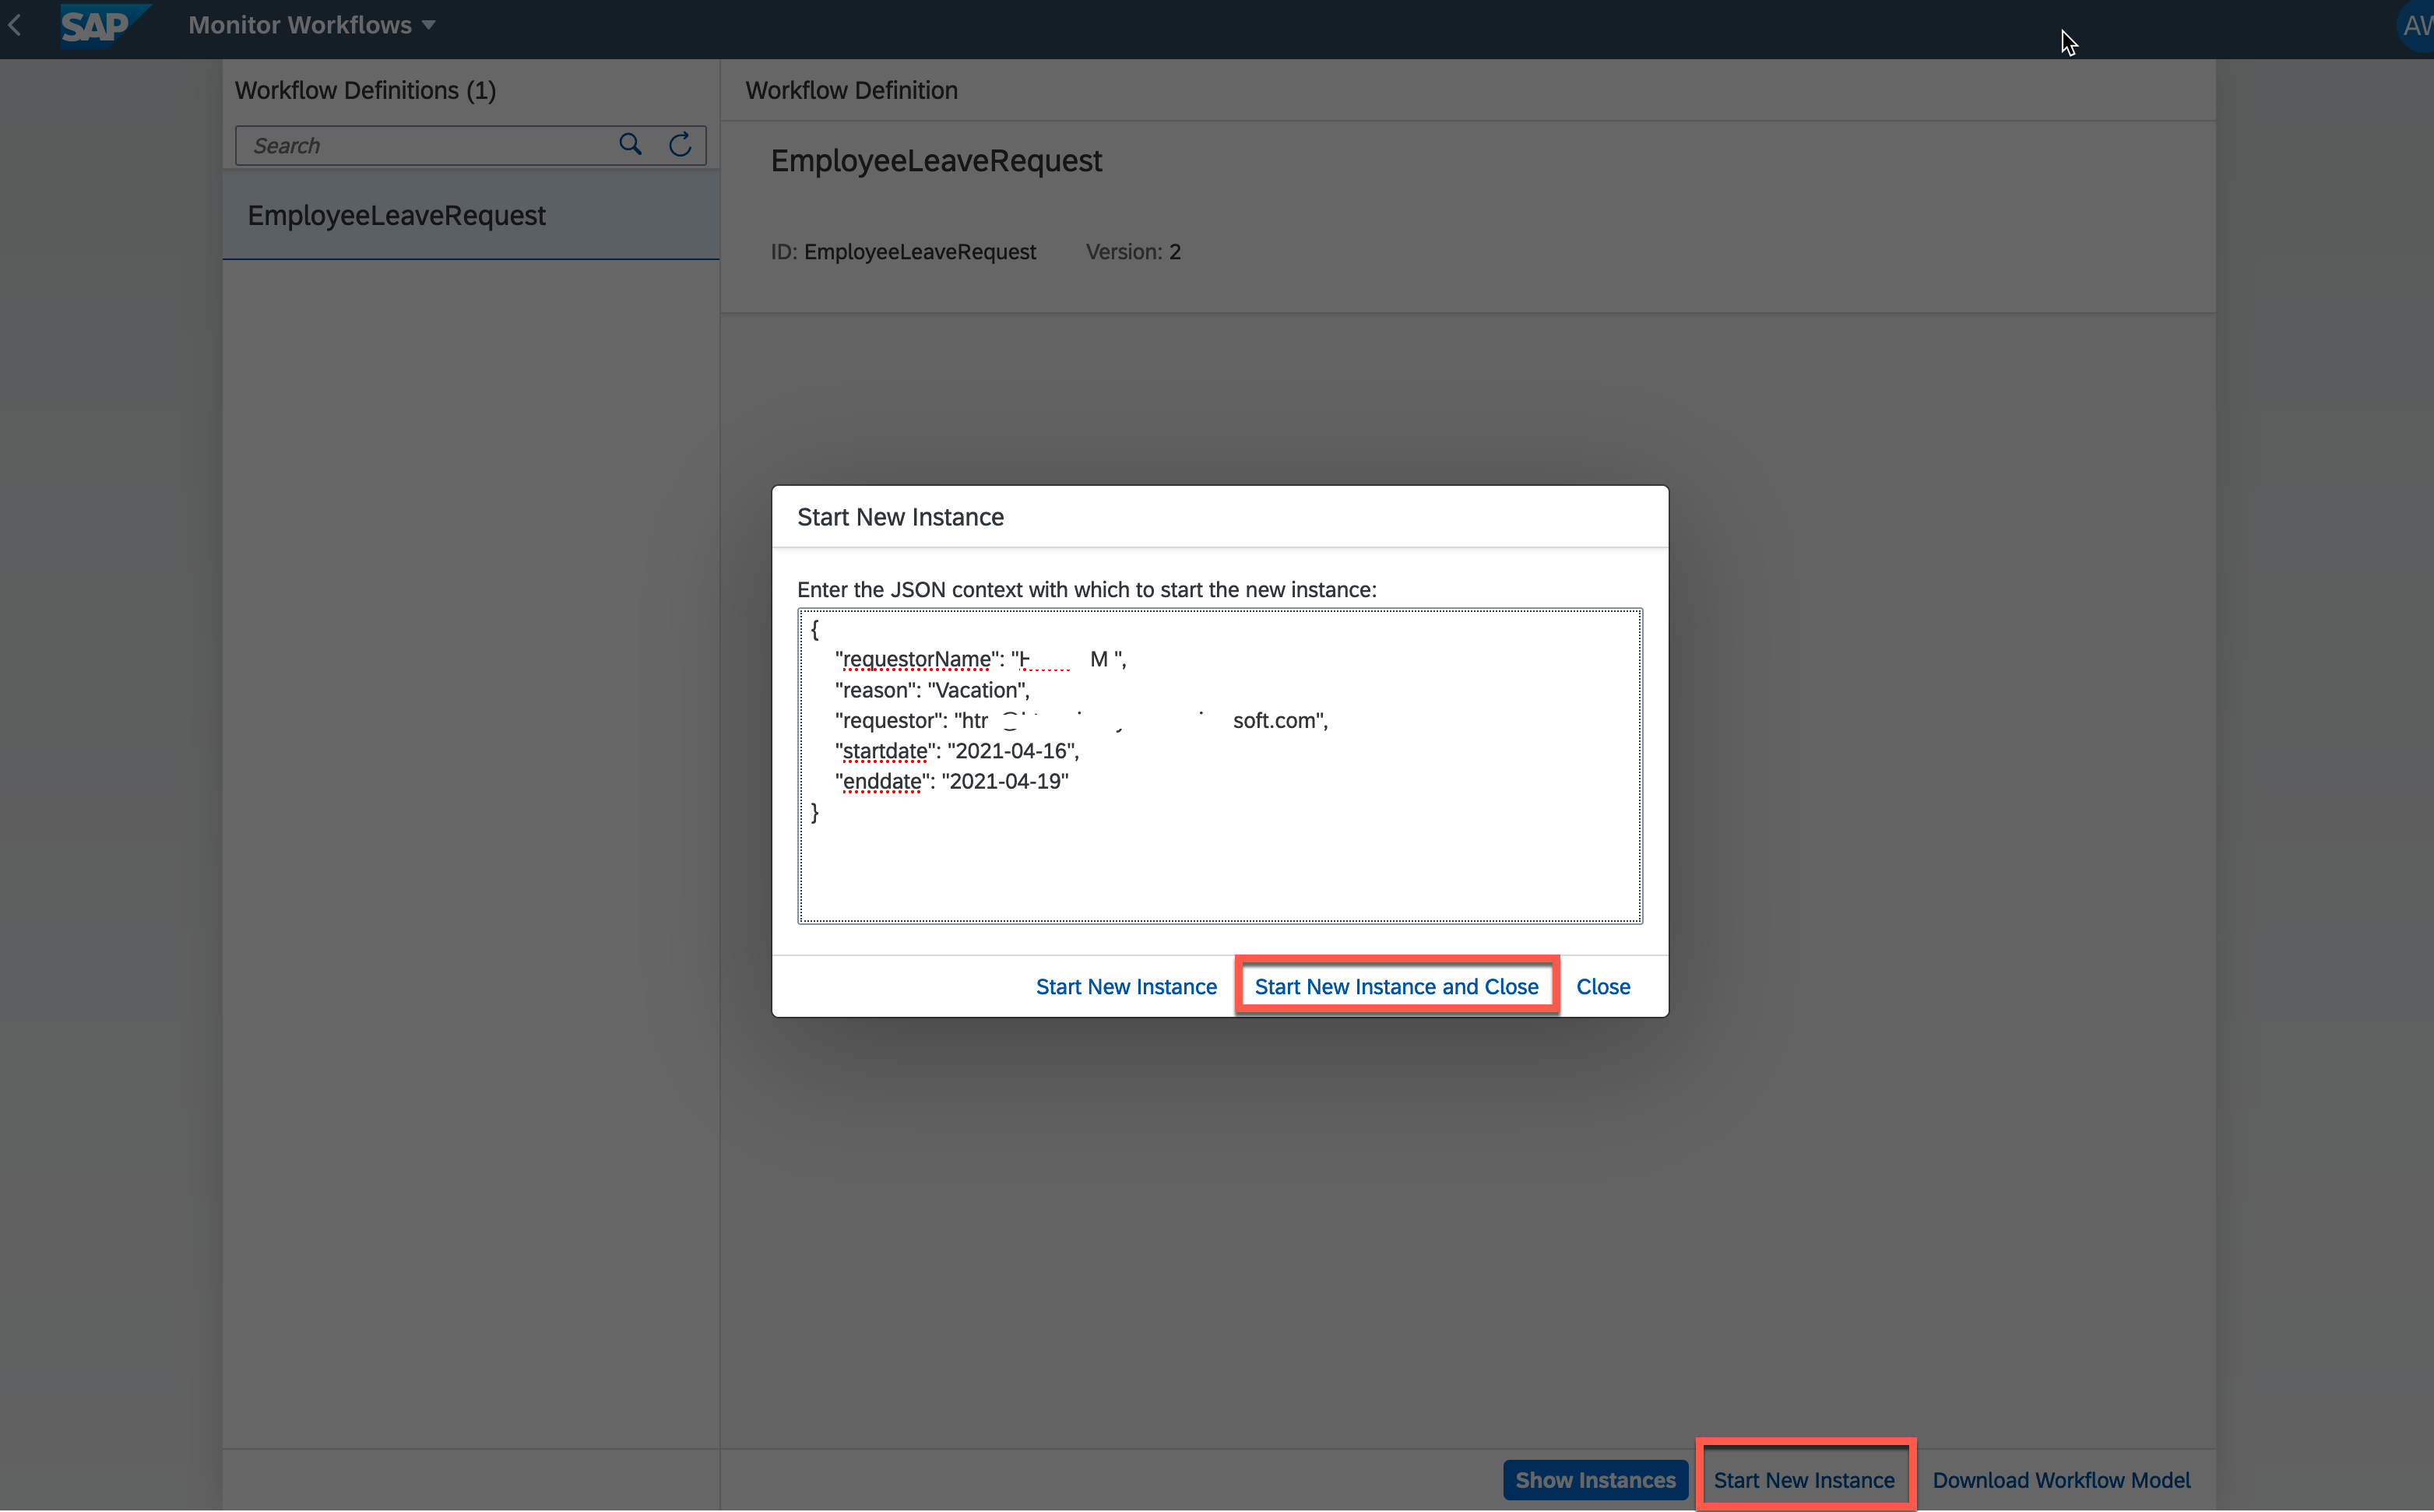 SAP
Monitor Workflows
AW
Workflow Definitions (1)
Search
EmployeeLeaveRequest
Workflow Definition
EmployeeLeaveRequest
ID: EmployeeLeaveRequest Version: 2
Start New Instance
Enter the JSON context with which to start the new instance:
{
"requestorName": " M ",
"reason": "Vacation",
"requestor": "htr soft.com",
"startdate": "2021-04-16",
"enddate": "2021-04-19"
}
Start New Instance
Start New Instance and Close
Close
Show Instances
Start New Instance
Download Workflow Model